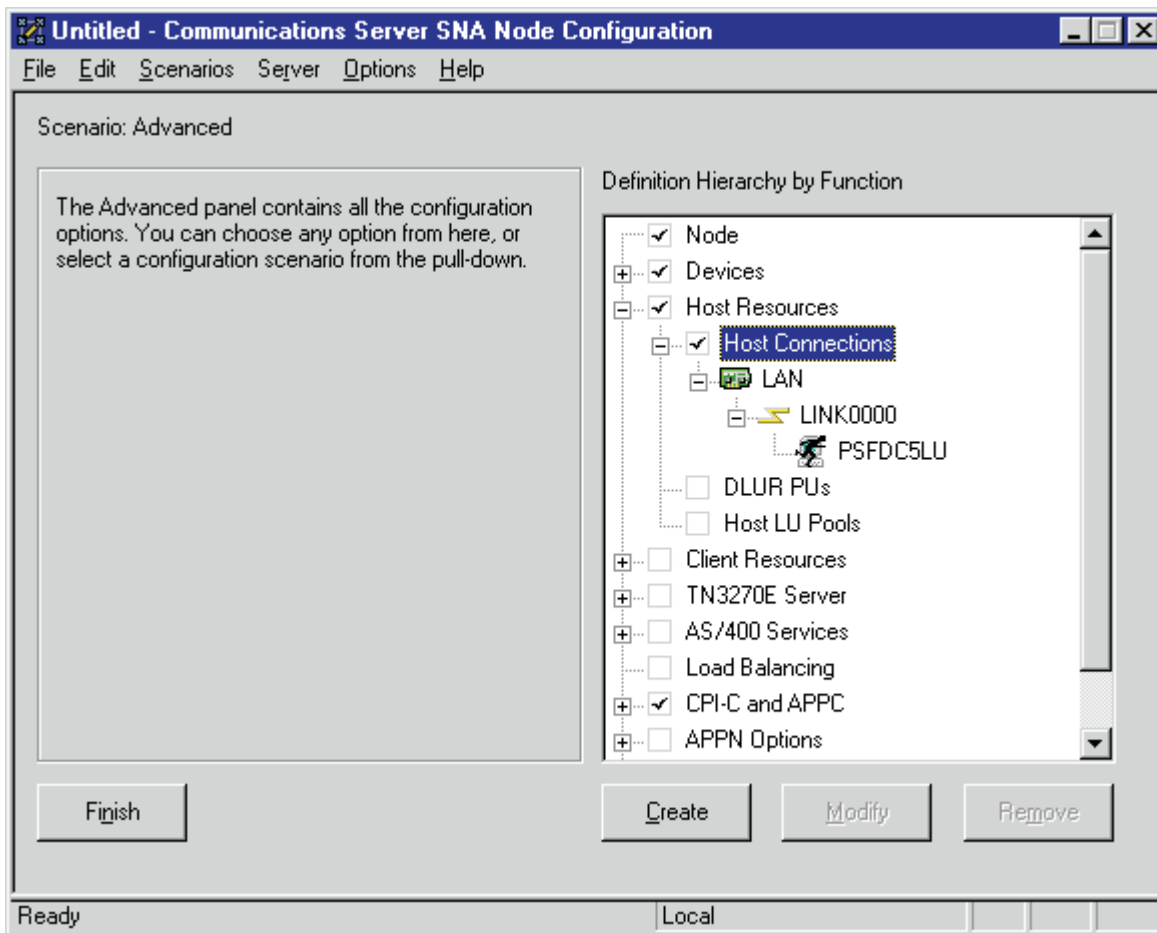 Untitled - Communications Server SNA Node Configuration
File Edit Scenarios Server Options Help
Scenario: Advanced
The Advanced panel contains all the configuration
options. You can choose any option from here, or
select a configuration scenario from the pull-down.
Definition Hierarchy by Function
Node
Devices
Host Resources
Host Connections
LAN
LINK0000
PSFDC5LU
DLUR PUs
Host LU Pools
Client Resources
TN3270E Server
AS/400 Services
Load Balancing
CPI-C and APPC
APPN Options
Finish
Create
Modify
Remove
Ready
Local